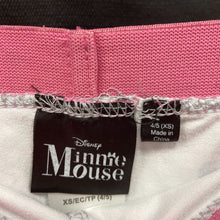 Disney
Minnie
Mouse
XS/EC/TP (4/5)
4/5 (XS)
Made in
China